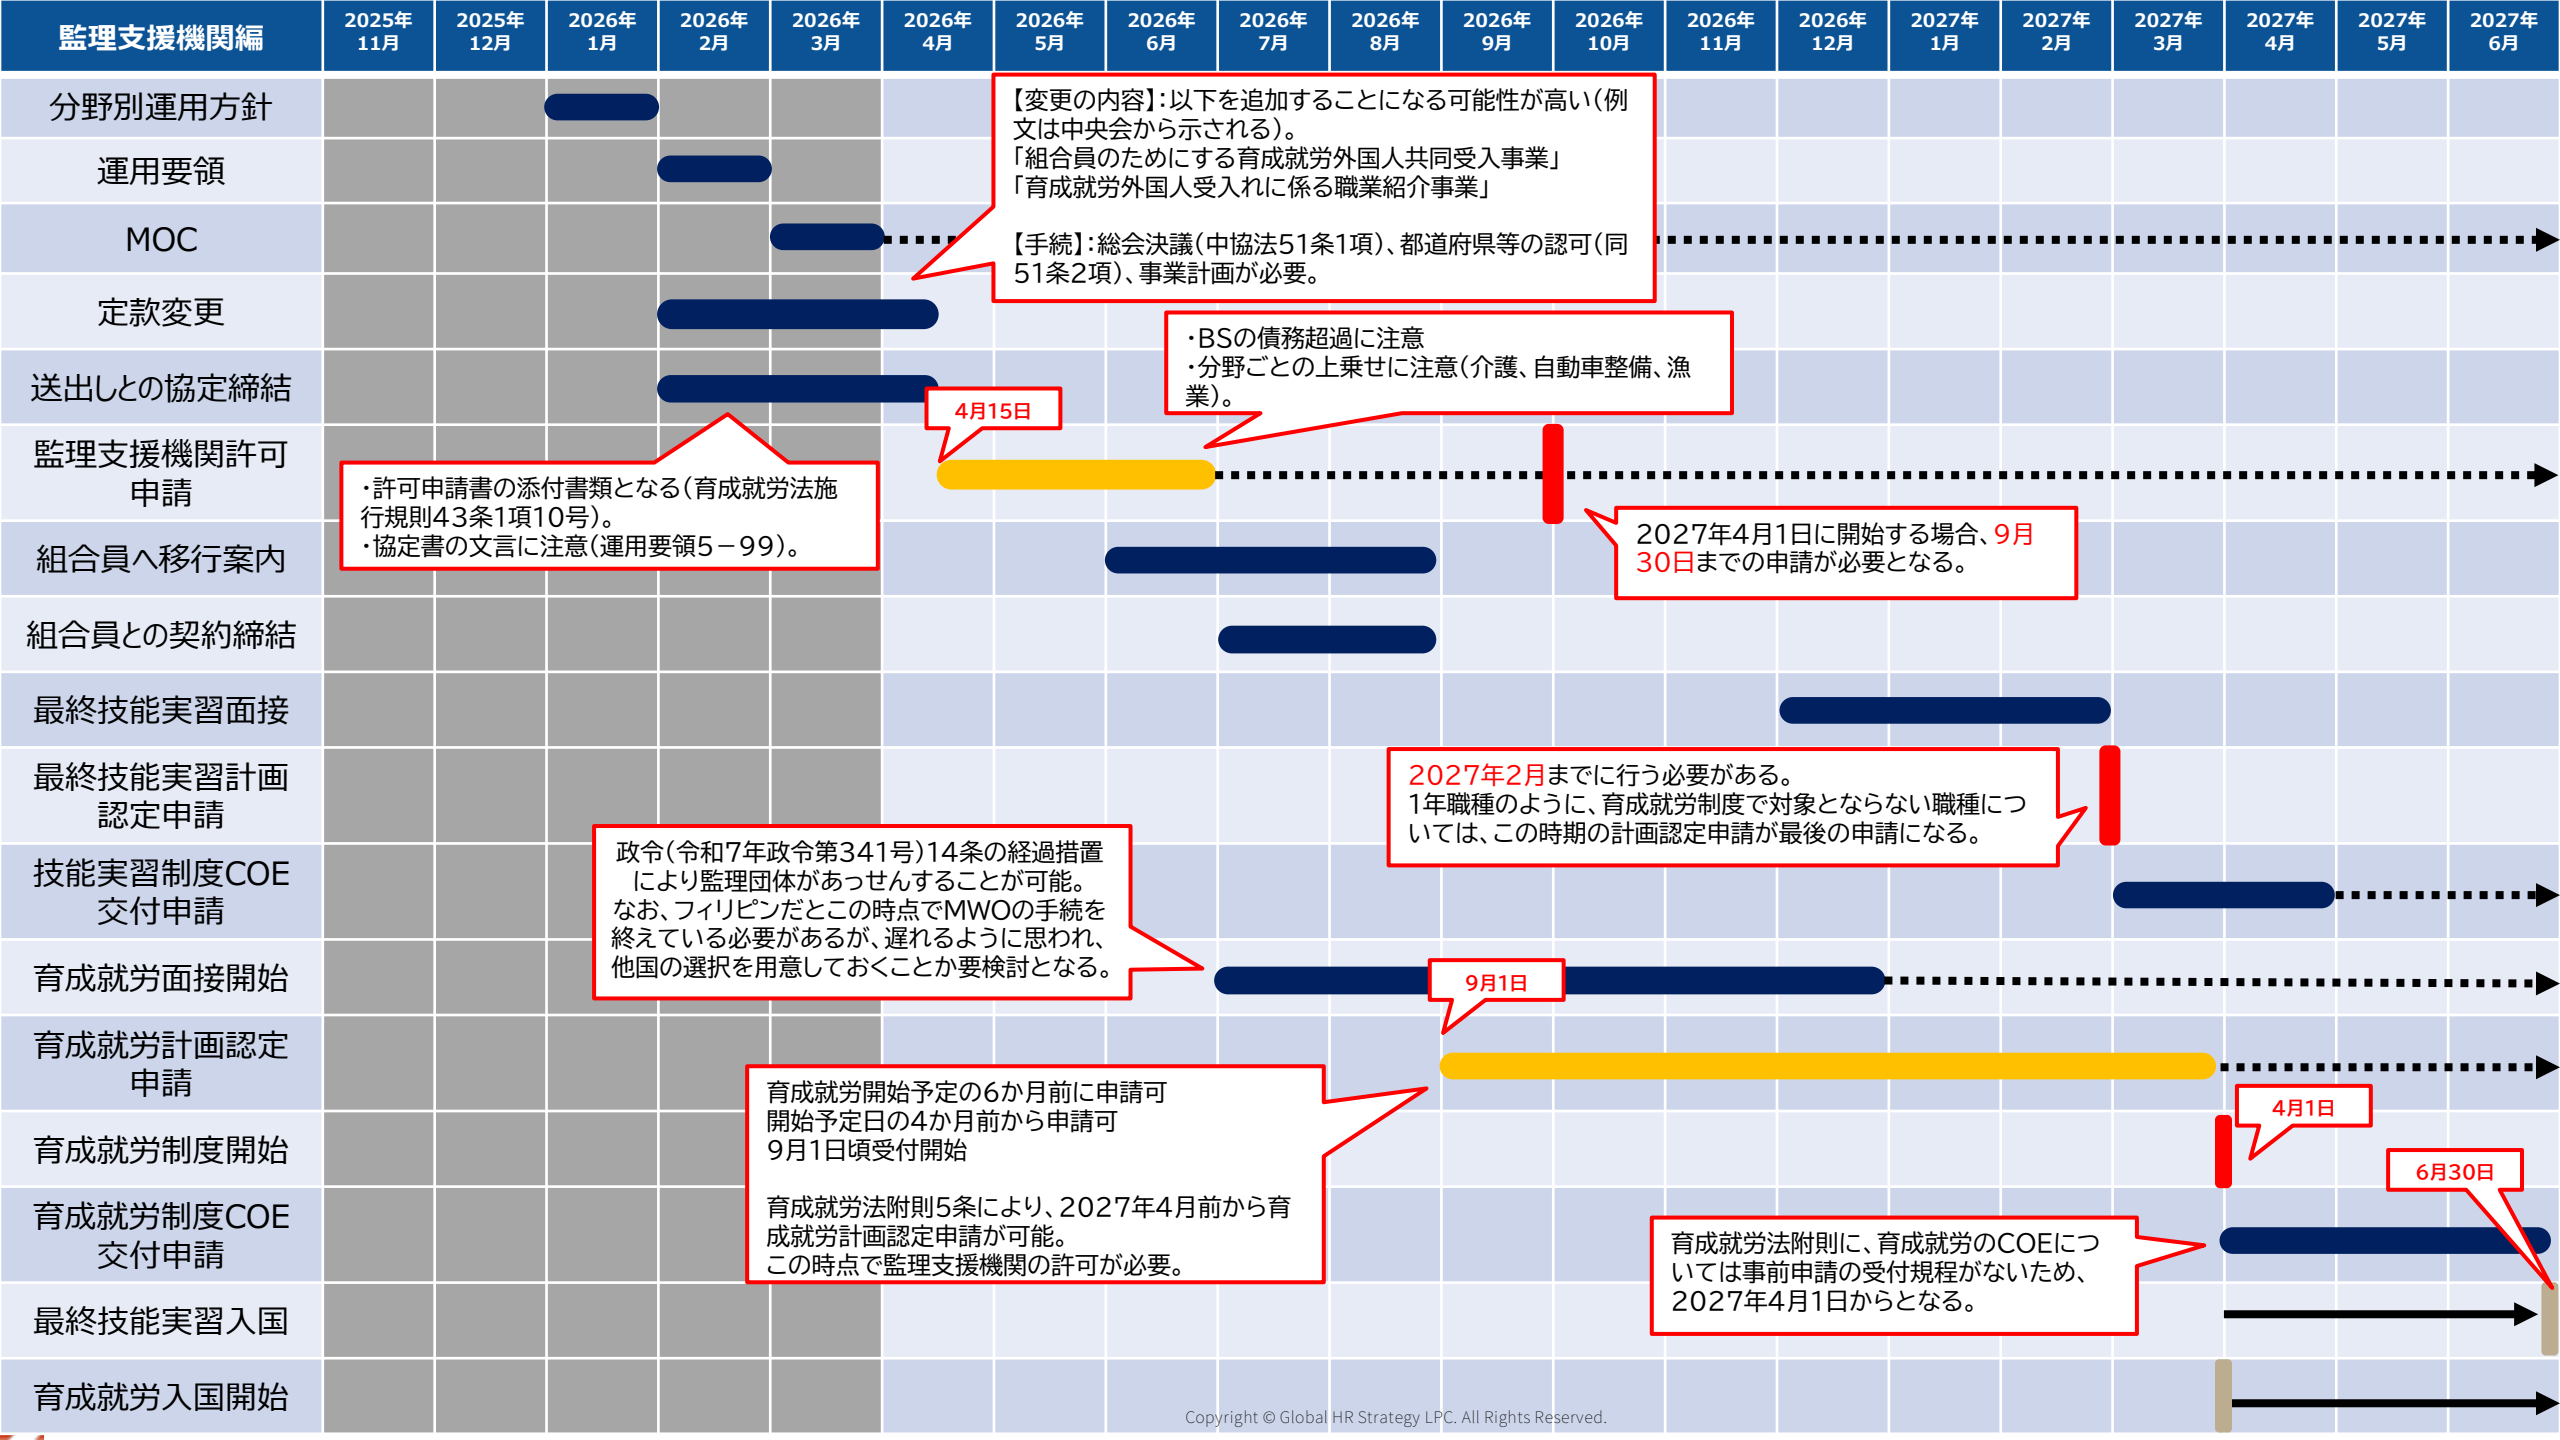 監理支援機関編
2025年
11月
2025年
12月
2026年
1月
2026年
2月
2026年
3月
2026年
4月
2026年
5月
2026年
6月
2026年
7月
2026年
8月
2026年
9月
2026年
10月
2026年
11月
2026年
12月
2027年
1月
2027年
2月
2027年
3月
2027年
4月
2027年
5月
2027年
6月
分野別運用方針
運用要領
MOC
定款変更
【変更の内容】：以下を追加することになる可能性が高い（例
文は中央会から示される）。
「組合員のためにする育成就労外国人共同受入事業」
「育成就労外国人受入れに係る職業紹介事業」
【手続】：総会決議（中協法51条1項）、都道府県等の認可（同
51条2項）、事業計画が必要。
送出しとの協定締結
4月15日
・BSの債務超過に注意
・分野ごとの上乗せに注意（介護、自動車整備、漁
業）。
監理支援機関許可
申請
・許可申請書の添付書類となる（育成就労法施
行規則43条1項10号）。
・協定書の文言に注意（運用要領5－99）。
2027年4月1日に開始する場合、9月
30日までの申請が必要となる。
組合員へ移行案内
組合員との契約締結
最終技能実習面接
最終技能実習計画
認定申請
2027年2月までに行う必要がある。
1年職種のように、育成就労制度で対象とならない職種につ
いては、この時期の計画認定申請が最後の申請になる。
技能実習制度COE
交付申請
政令（令和7年政令第341号）14条の経過措置
により監理団体があっせんすることが可能。
なお、フィリピンだとこの時点でMWOの手続を
終えている必要があるが、遅れるように思われ、
他国の選択を用意しておくことか要検討となる。
育成就労面接開始
9月1日
育成就労計画認定
申請
育成就労開始予定の6か月前に申請可
開始予定日の4か月前から申請可
9月1日頃受付開始
育成就労法附則5条により、2027年4月前から育
成就労計画認定申請が可能。
この時点で監理支援機関の許可が必要。
育成就労制度開始
4月1日
6月30日
育成就労制度COE
交付申請
育成就労法附則に、育成就労のCOEにつ
いては事前申請の受付規程がないため、
2027年4月1日からとなる。
最終技能実習入国
育成就労入国開始
Copyright © Global HR Strategy LPC. All Rights Reserved.